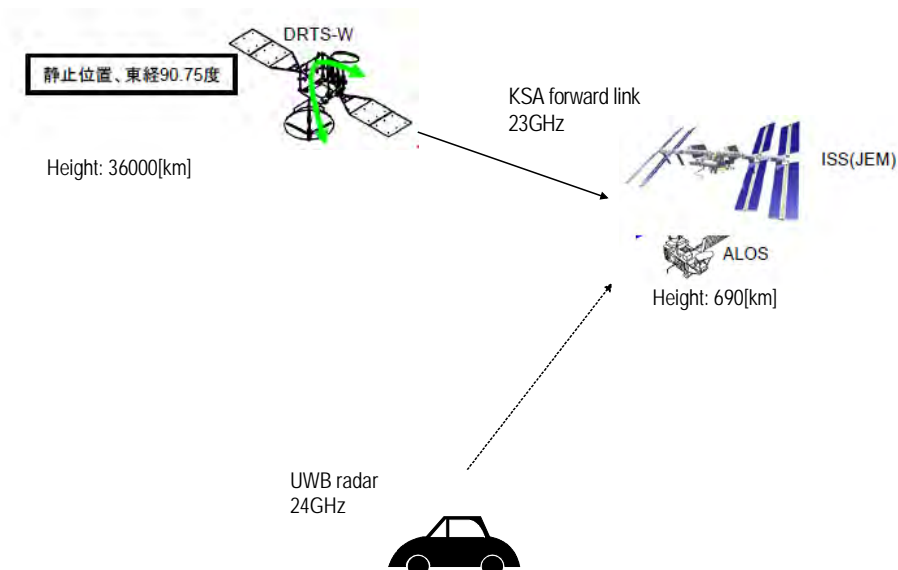 DRTS-W
静止位置、東経90.75度
KSA forward link
23GHz
Height: 36000[km]
ISS(JEM)
ALOS
Height: 690[km]
UWB radar
24GHz